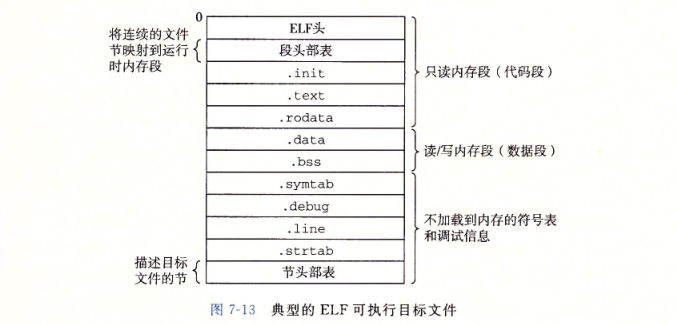 0
ELF头
将连续的文件
节映射到运行
时内存段
段头部表
.init
.text
.rodata
只读内存段（代码段）
.data
.bss
读/写内存段（数据段）
.symtab
.debug
.line
.strtab
不加载到内存的符号表
和调试信息
描述目标
文件的节
节头部表
图 7-13 典型的 ELF 可执行目标文件